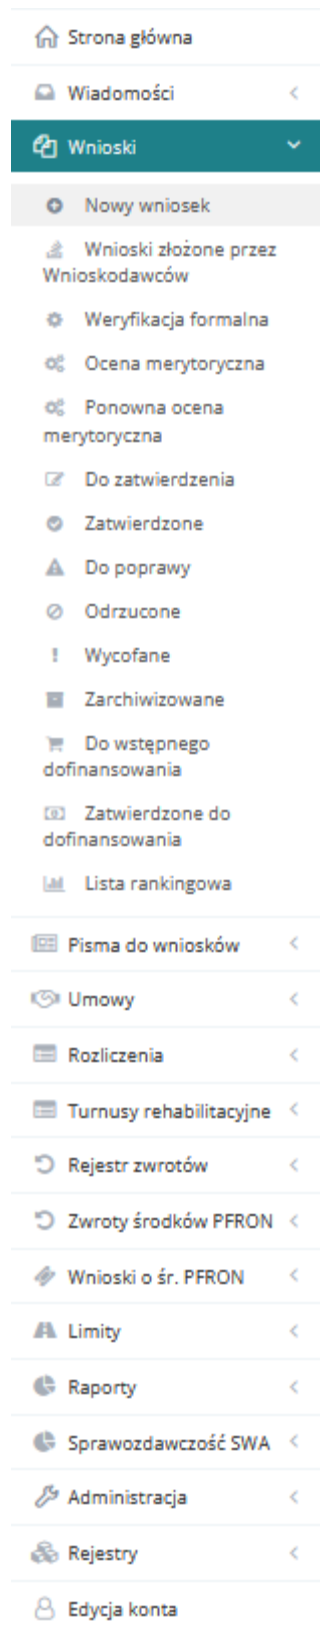 Strona główna
Wiadomości
Wnioski
Nowy wniosek
Wnioski złożone przez
Wnioskodawców
Weryfikacja formalna
Ocena merytoryczna
Ponowna ocena
merytoryczna
Do zatwierdzenia
Zatwierdzone
Do poprawy
Odrzucone
Wycofane
Zarchiwizowane
Do wstępnego
dofinansowania
Zatwierdzone do
dofinansowania
Lista rankingowa
Pisma do wniosków
Umowy
Rozliczenia
Turnusy rehabilitacyjne
Rejestr zwrotów
Zwroty środków PFRON
Wnioski o śr. PFRON
Limity
Raporty
Sprawozdawczość SWA
Administracja
Rejestry
Edycja konta